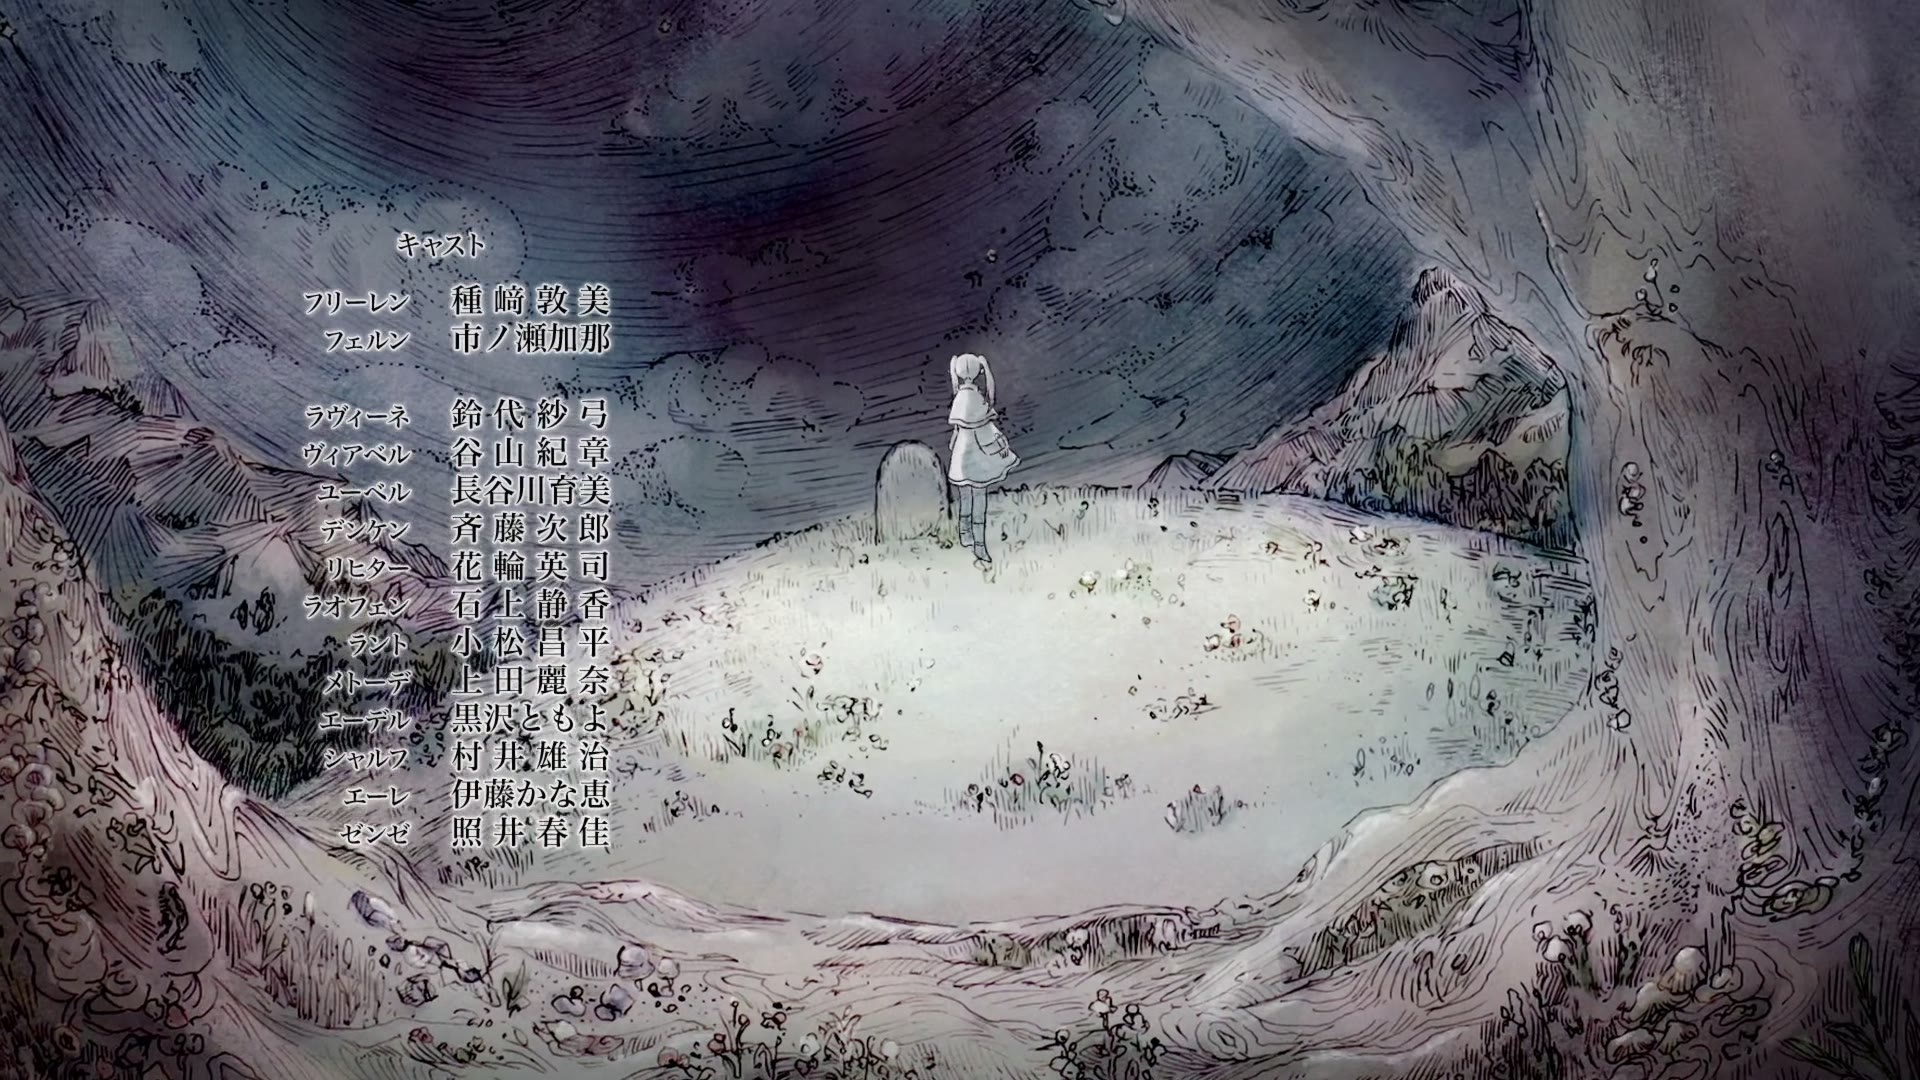 キャスト
フリーレン 種﨑敦美
フェルン 市ノ瀬加那
ラヴィーネ 鈴代紗弓
ヴィアベル 谷山紀章
ユーベル 長谷川育美
デンケン 斉藤次郎
リヒター 花輪英司
ラオフェン 石上静香
ラント 小松昌平
メトーデ 上田麗奈
エーデル 黒沢ともよ
シャルフ 村井雄治
エーレ 伊藤かな恵
ゼンゼ 照井春佳